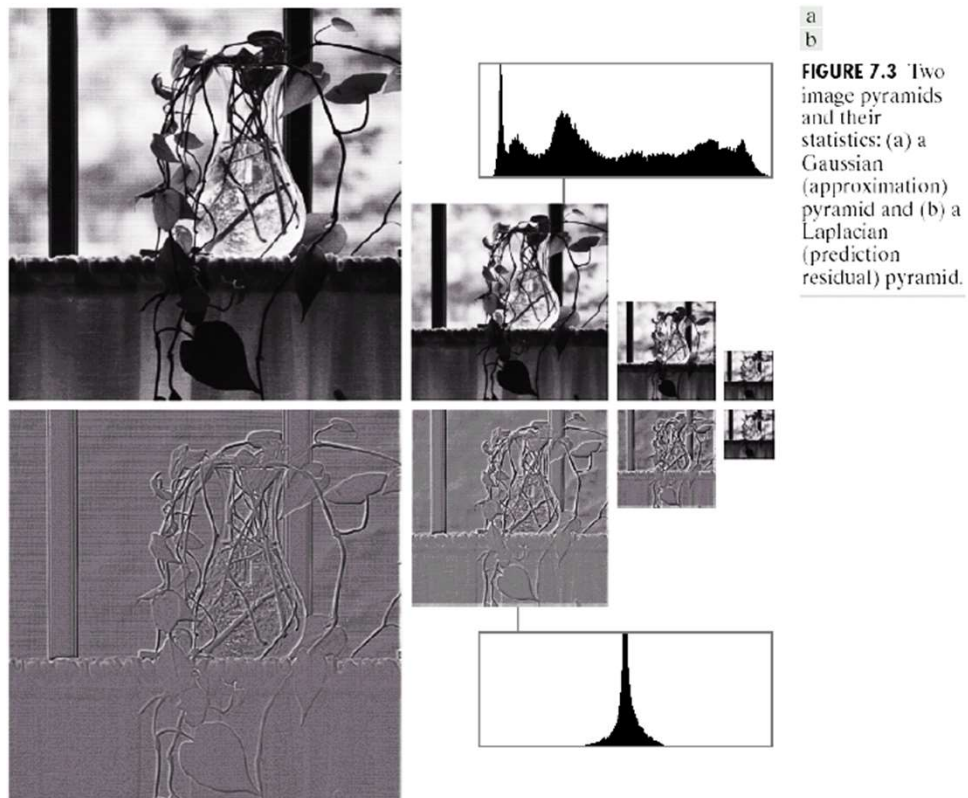 a
b
FIGURE 7.3 Two
image pyramids
and their
statistics: (a) a
Gaussian
(approximation)
pyramid and (b) a
Laplacian
(prediction
residual) pyramid.